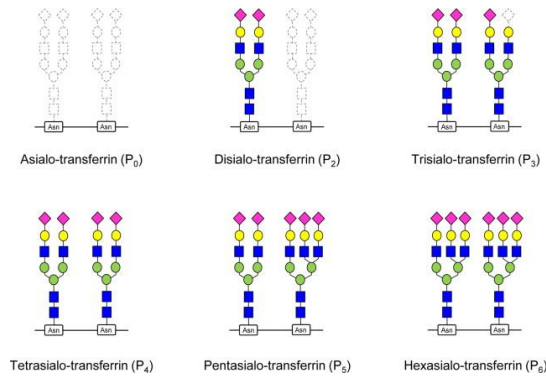 Asn Asn
Asialo-transferrin (P0)
Asn Asn
Disialo-transferrin (P2)
Asn Asn
Trisialo-transferrin (P3)
Asn Asn
Tetrasialo-transferrin (P4)
Asn Asn
Pentasialo-transferrin (P5)
Asn Asn
Hexasialo-transferrin (P6)